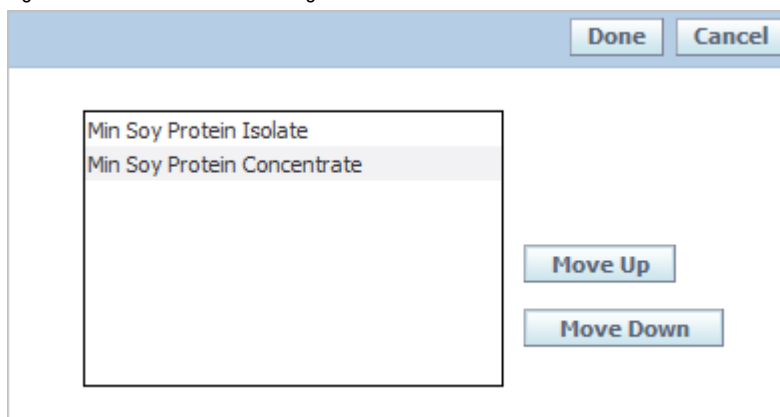 Done Cancel
Min Soy Protein Isolate
Min Soy Protein Concentrate
Move Up
Move Down